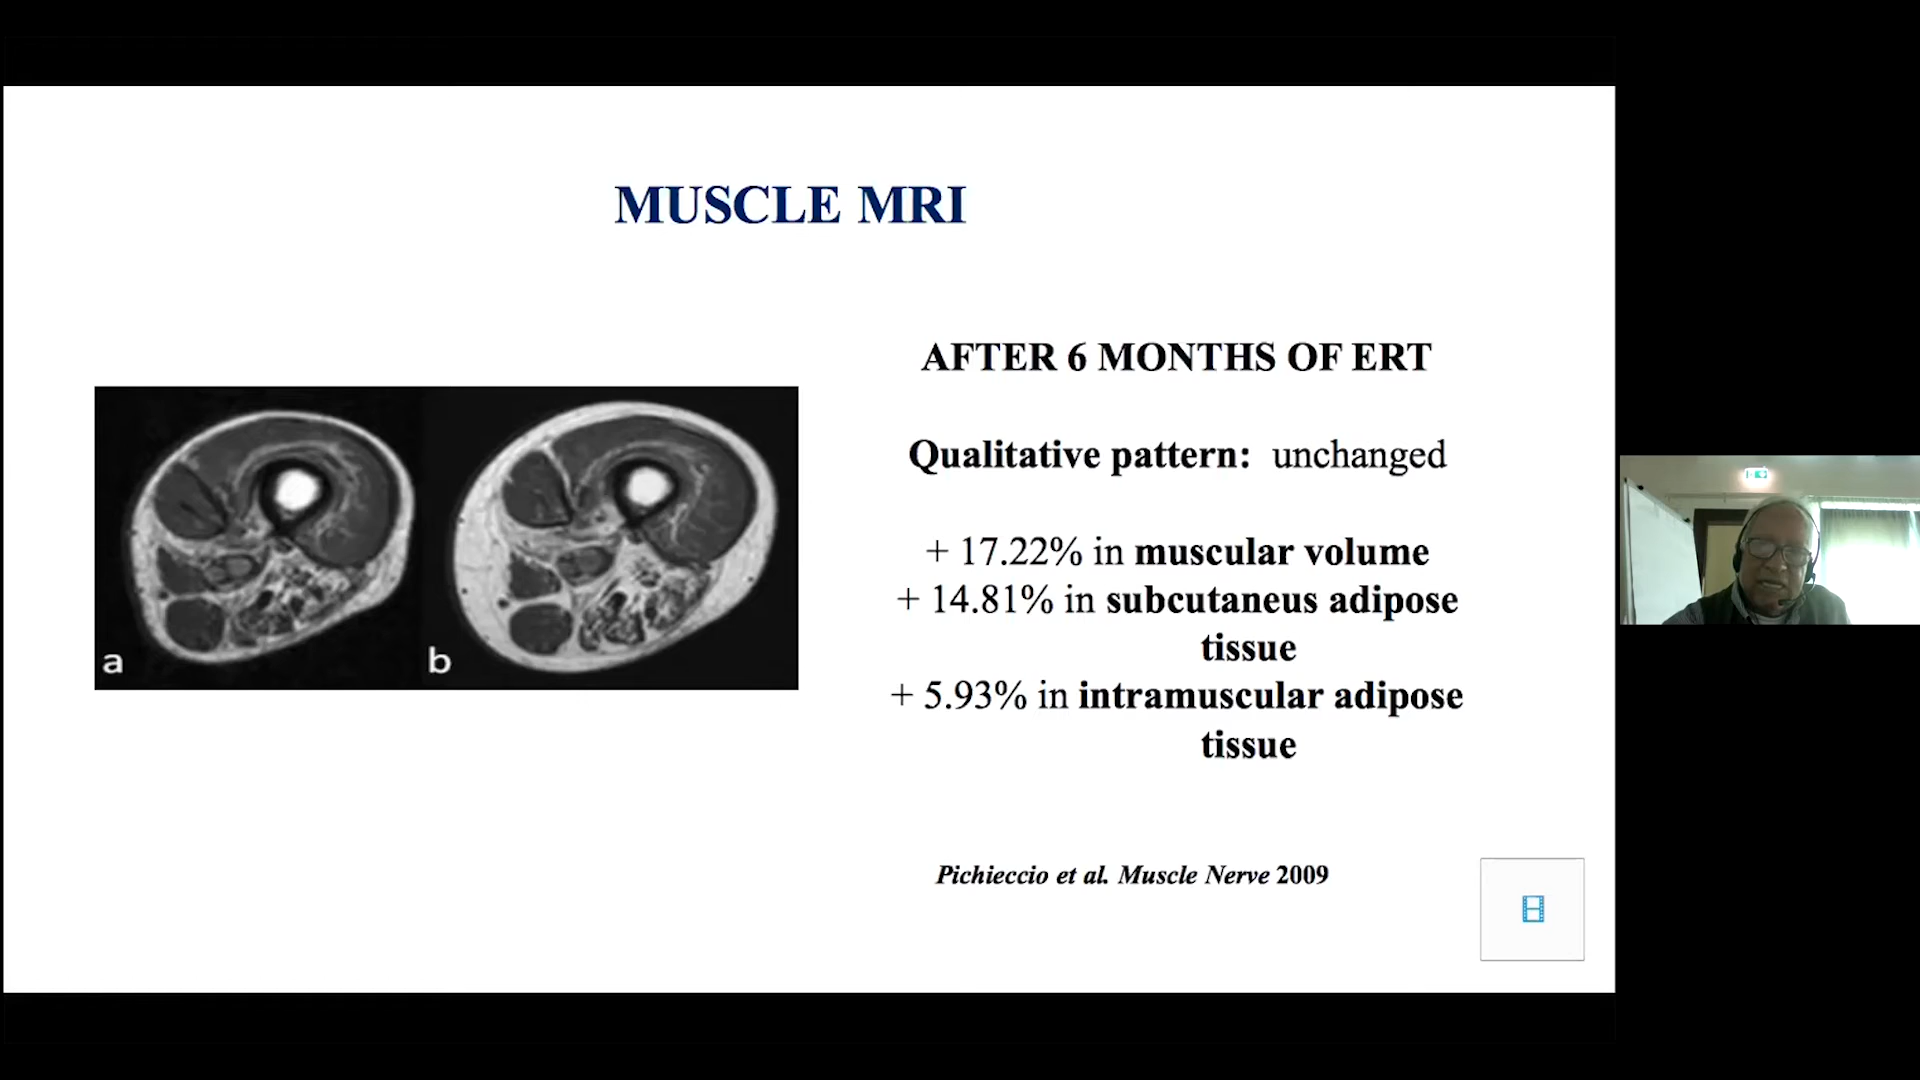 MUSCLE MRI
AFTER 6 MONTHS OF ERT
Qualitative pattern: unchanged
+ 17.22% in muscular volume
+ 14.81% in subcutaneus adipose
tissue
+ 5.93% in intramuscular adipose
tissue
a
b
Pichieccio et al. Muscle Nerve 2009